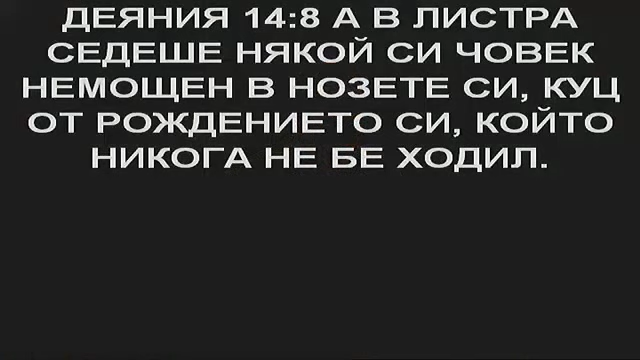 ДЕЯНИЯ 14:8 А В ЛИСТРА
СЕДЕШЕ НЯКОЙ СИ ЧОВЕК
НЕМОЩЕН В НОЗЕТЕ СИ, КУЦ
ОТ РОЖДЕНИЕТО СИ, КОЙТО
НИКОГА НЕ БЕ ХОДИЛ.